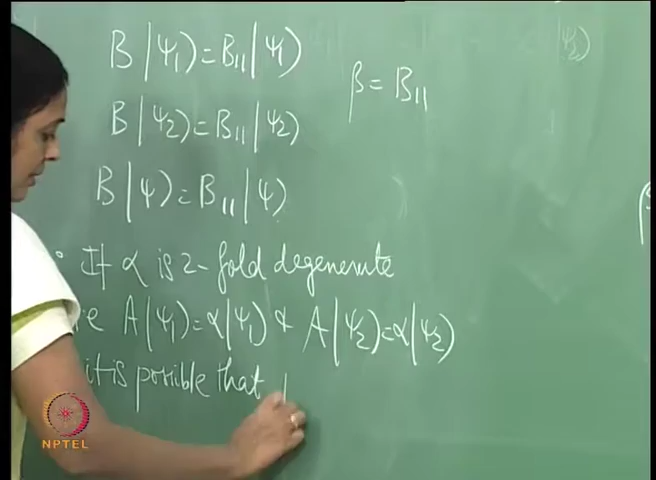 B|Ψ₁) = B₁₁|Ψ₁)
β = B₁₁
B|Ψ₂) = B₁₁|Ψ₂)
B|Ψ) = B₁₁|Ψ)
If α is 2-fold degenerate
A|Ψ₁) = α|Ψ₁) & A|Ψ₂) = α|Ψ₂)
it is possible that
NPTEL